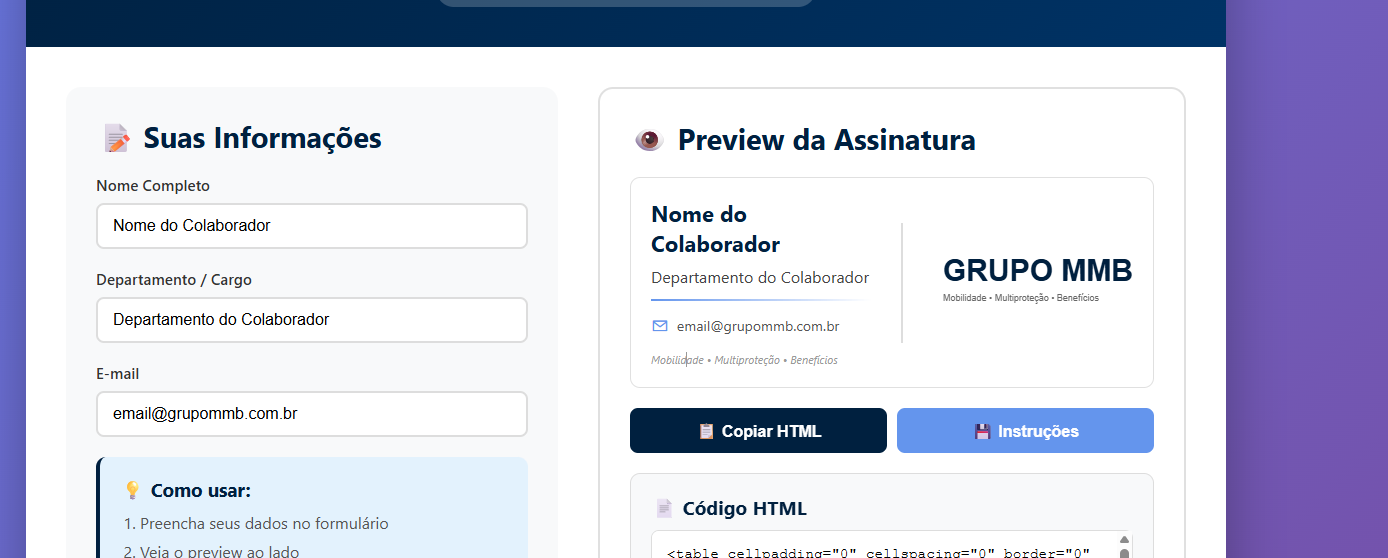 Suas Informações
Nome Completo
Nome do Colaborador
Departamento / Cargo
Departamento do Colaborador
E-mail
email@grupommb.com.br
Como usar:
1. Preencha seus dados no formulário
2. Veja o preview ao lado
Preview da Assinatura
Nome do
Colaborador
Departamento do Colaborador
email@grupommb.com.br
Mobilidade • Multiproteção • Benefícios
GRUPO MMB
Mobilidade • Multiproteção • Benefícios
Copiar HTML
Instruções
Código HTML
<table cellpadding="0" cellspacing="0" border="0"